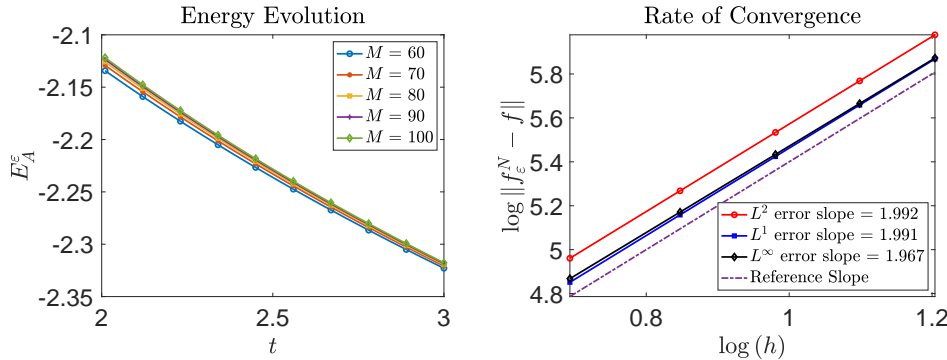 Energy Evolution
-2.1
-2.15
-2.2
-2.25
-2.3
-2.35
2
2.5
3
t
E_A^ε
M = 60
M = 70
M = 80
M = 90
M = 100
Rate of Convergence
5.8
5.6
5.4
5.2
5
4.8
0.8
1
1.2
log (h)
log ||f_ε^N − f||
L² error slope = 1.992
L¹ error slope = 1.991
L^∞ error slope = 1.967
Reference Slope